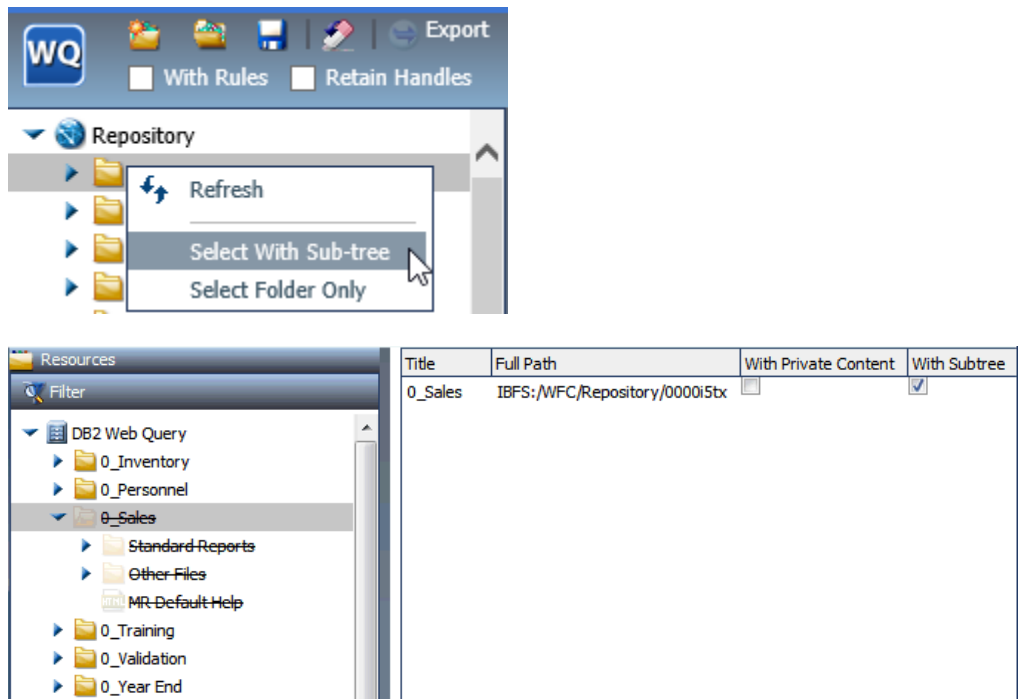 WQ
Export
With Rules Retain Handles
Repository
Refresh
Select With Sub-tree
Select Folder Only
Resources
Filter
DB2 Web Query
0_Inventory
0_Personnel
0_Sales
Standard Reports
Other Files
MR Default Help
0_Training
0_Validation
0_Year End
Title Full Path With Private Content With Subtree
0_Sales IBFS:/WFC/Repository/0000i5tx